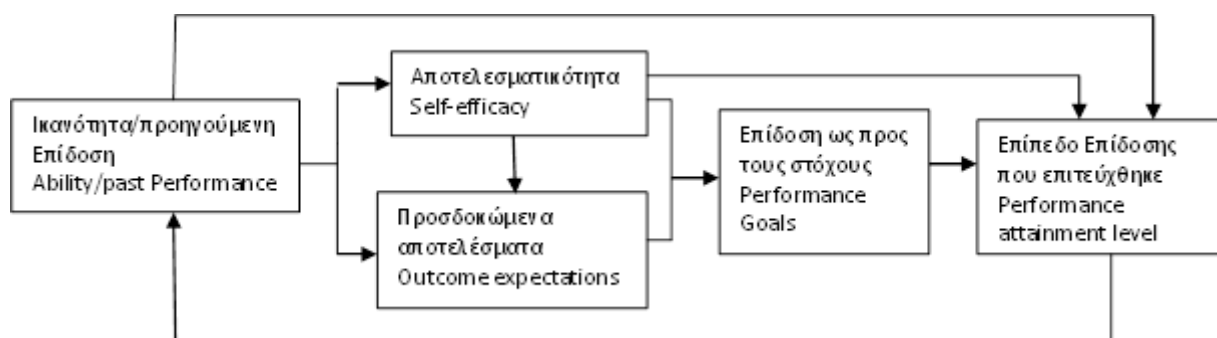 Ικανότητα/προηγούμενη
Επίδοση
Ability/past Performance
Αποτελεσματικότητα
Self-efficacy
Προσδοκώμενα
αποτελέσματα
Outcome expectations
Επίδοση ως προς
τους στόχους
Performance
Goals
Επίπεδο Επίδοσης
που επιτεύχθηκε
Performance
attainment level